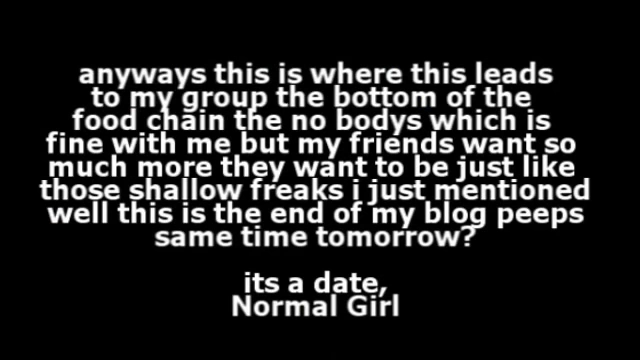 anyways this is where this leads
to my group the bottom of the
food chain the no bodys which is
fine with me but my friends want so
much more they want to be just like
those shallow freaks i just mentioned
well this is the end of my blog peeps
same time tomorrow?
its a date,
Normal Girl